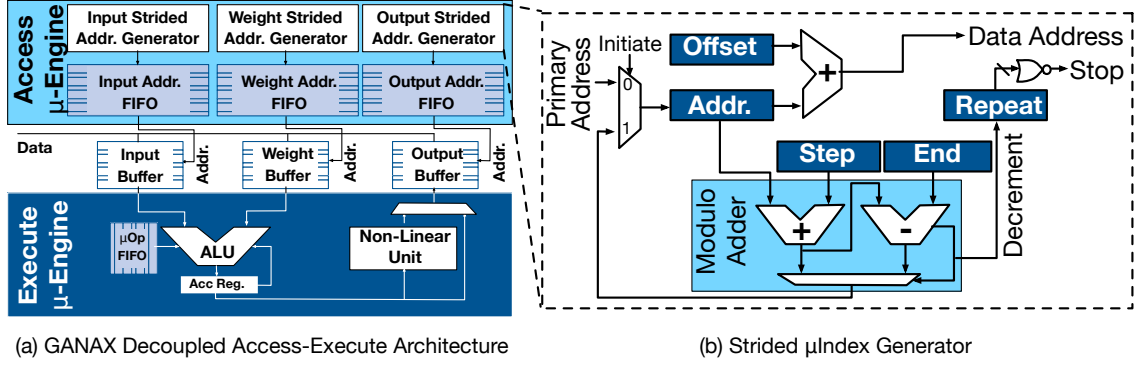 Access
μ-Engine
Input Strided
Addr. Generator
Weight Strided
Addr. Generator
Output Strided
Addr. Generator
Input Addr.
FIFO
Weight Addr.
FIFO
Output Addr.
FIFO
Data
Input
Buffer
Addr.
Weight
Buffer
Addr.
Output
Buffer
Addr.
Execute
μ-Engine
μOp
FIFO
ALU
Acc Reg.
Non-Linear
Unit
(a) GANAX Decoupled Access-Execute Architecture
Primary
Address
Initiate
0
1
Offset
Addr.
+
Data Address
Stop
Repeat
Decrement
Step
End
Modulo
Adder
+
-
(b) Strided μIndex Generator